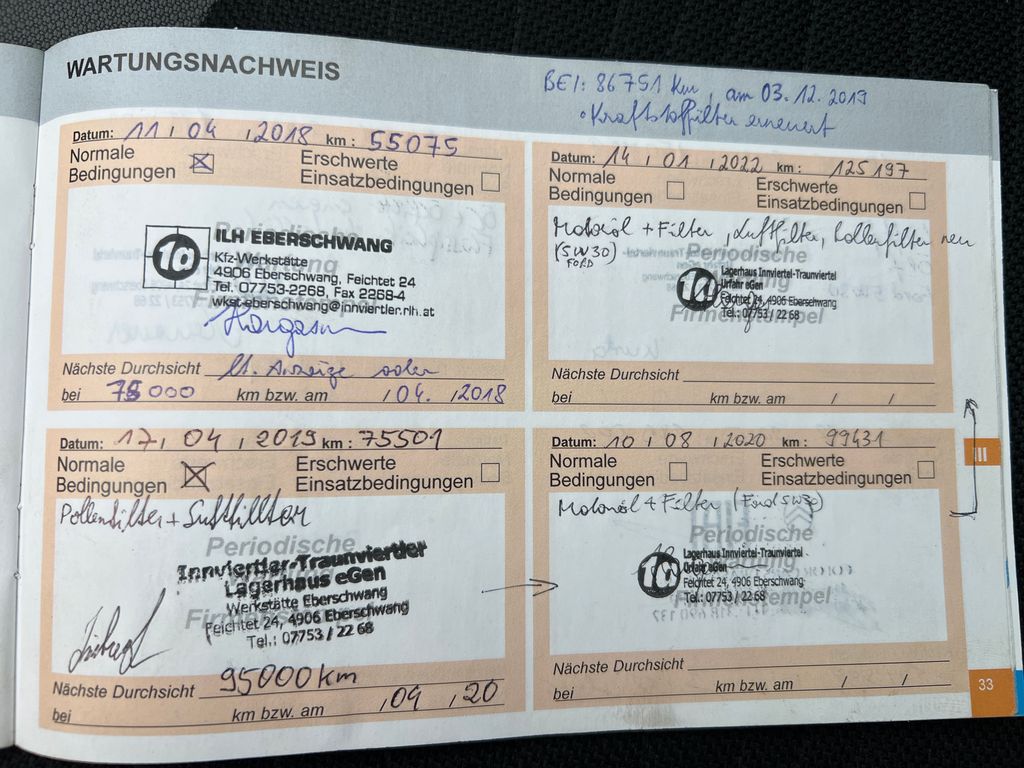 WARTUNGSNACHWEIS
BEI: 86751 km, am 03.12.2019
• Kraftstofffilter erneuert
Datum: 11 / 04 / 2018 km : 55075
Normale Bedingungen ☒ Erschwerte Einsatzbedingungen ☐
Periodische
ILH EBERSCHWANG
Kfz-Werkstätte
4906 Eberschwang, Feichtet 24
Tel. 07753-2268, Fax 2268-4
wkst.eberschwang@innviertler.rlh.at
Nächste Durchsicht lt. Anzeige oder
bei 75000 km bzw. am / 04. / 2018
Datum: 14 / 01 / 2022 km : 125197
Normale Bedingungen ☐ Erschwerte Einsatzbedingungen ☐
Motoröl + Filter, Luftfilter, Pollenfilter neu
(5W30)
FORD
Periodische
Lagerhaus Innviertel-Traunviertel
Urfahr eGen
Feichtet 24, 4906 Eberschwang
Tel.: 07753 / 22 68
Firmenstempel
Nächste Durchsicht
bei km bzw. am / /
Datum: 17 / 04 / 2019 km : 75501
Normale Bedingungen ☒ Erschwerte Einsatzbedingungen ☐
Pollenfilter + Luftfillter
Periodische
Innviertler-Traunviertler
Lagerhaus eGen
Werkstätte Eberschwang
Feichtet 24, 4906 Eberschwang
Tel.: 07753 / 22 68
Nächste Durchsicht 95000 km
bei km bzw. am / 04 / 20
Datum: 10 / 08 / 2020 km : 99431
Normale Bedingungen ☐ Erschwerte Einsatzbedingungen ☐
Motoröl + Filter (Ford 5W30)
Lagerhaus Innviertel-Traunviertel
Urfahr eGen
Feichtet 24, 4906 Eberschwang
Tel.: 07753 / 22 68
Nächste Durchsicht
bei km bzw. am / /
III
33